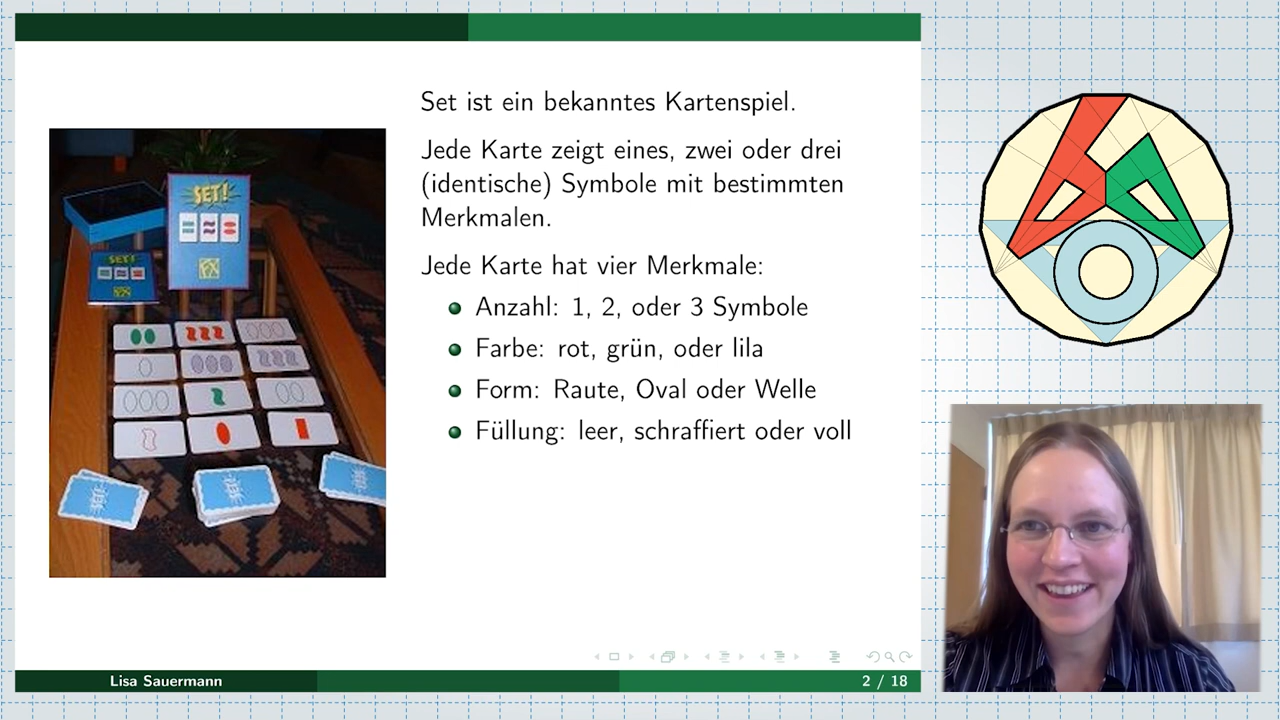 Set ist ein bekanntes Kartenspiel.
Jede Karte zeigt eines, zwei oder drei
(identische) Symbole mit bestimmten
Merkmalen.
Jede Karte hat vier Merkmale:
Anzahl: 1, 2, oder 3 Symbole
Farbe: rot, grün, oder lila
Form: Raute, Oval oder Welle
Füllung: leer, schraffiert oder voll
SET!
SET!
Lisa Sauermann
2 / 18